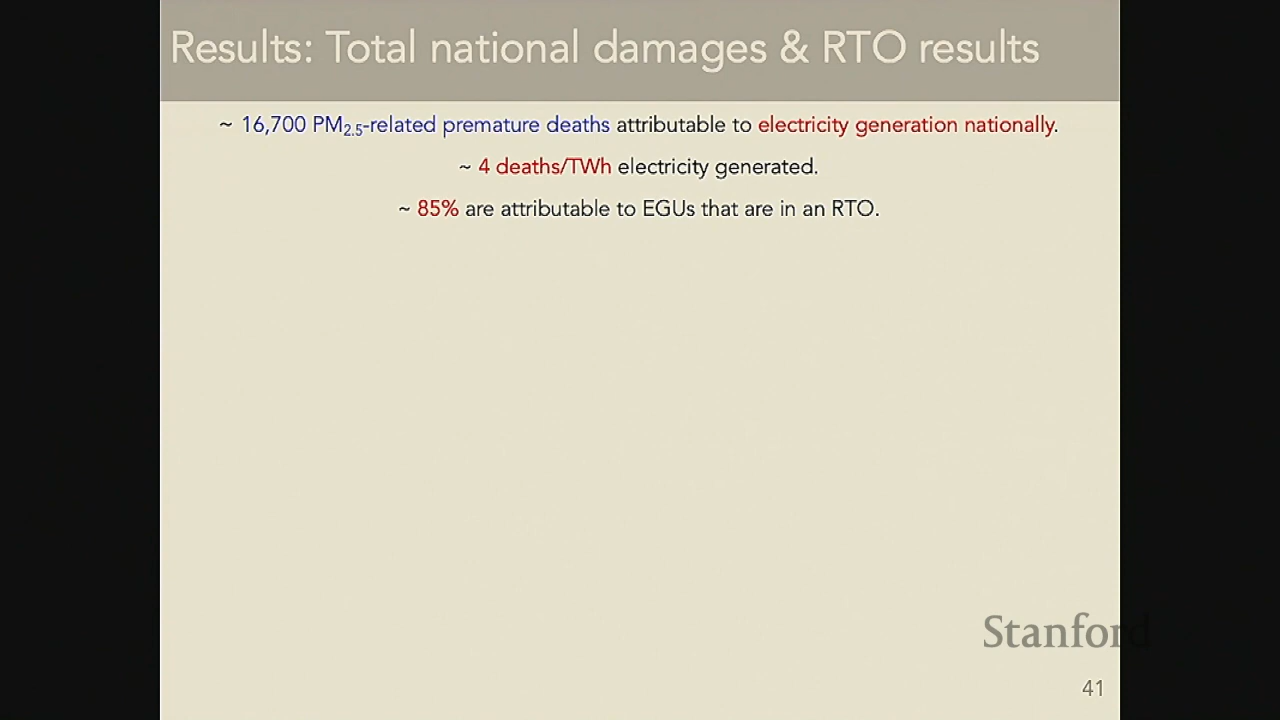 Results: Total national damages & RTO results
~ 16,700 PM2.5-related premature deaths attributable to electricity generation nationally.
~ 4 deaths/TWh electricity generated.
~ 85% are attributable to EGUs that are in an RTO.
Stanford
41